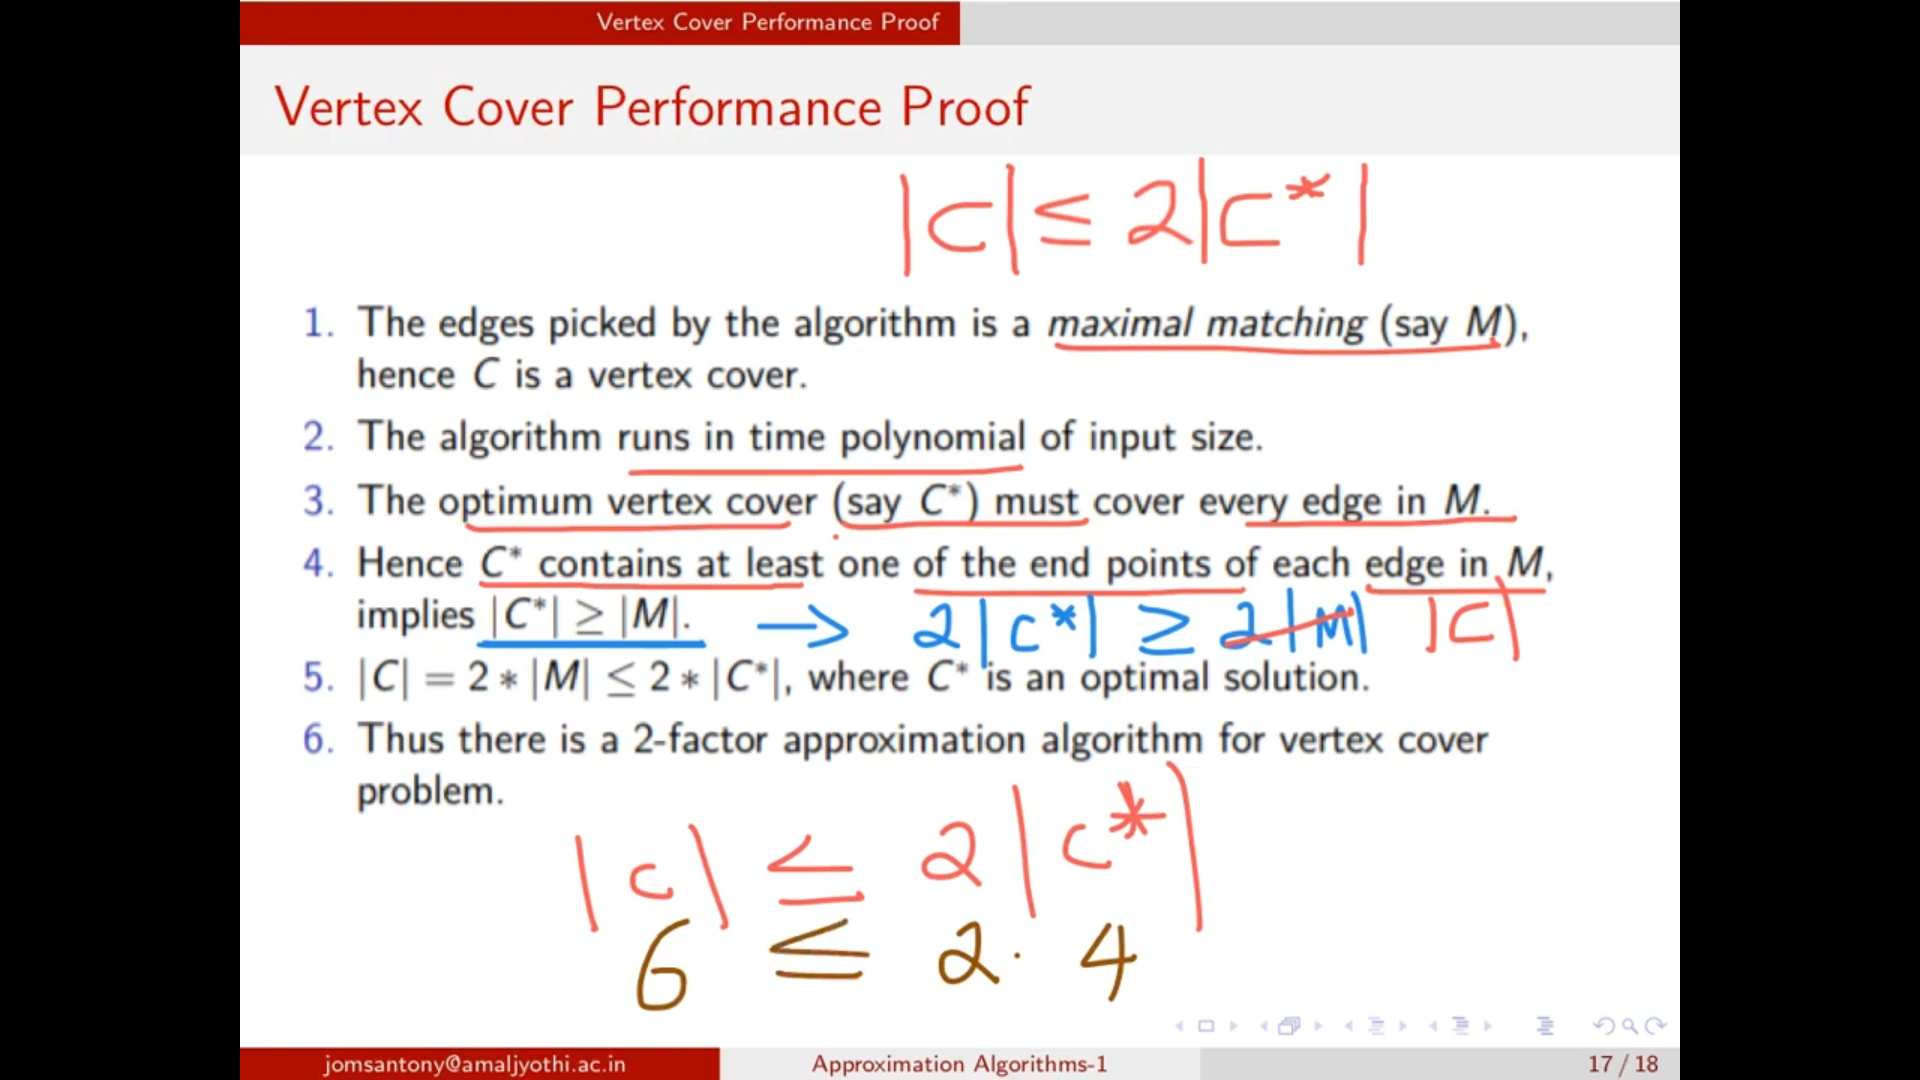 Vertex Cover Performance Proof
Vertex Cover Performance Proof
|C| ≤ 2|C*|
1. The edges picked by the algorithm is a maximal matching (say M),
hence C is a vertex cover.
2. The algorithm runs in time polynomial of input size.
3. The optimum vertex cover (say C*) must cover every edge in M.
4. Hence C* contains at least one of the end points of each edge in M,
implies |C*| ≥ |M|. → 2|C*| ≥ 2|M| |C|
5. |C| = 2 ∗ |M| ≤ 2 ∗ |C*|, where C* is an optimal solution.
6. Thus there is a 2-factor approximation algorithm for vertex cover
problem.
|C| ≤ 2|C*|
6 ≤ 2. 4
jomsantony@amaljyothi.ac.in Approximation Algorithms-1 17 / 18